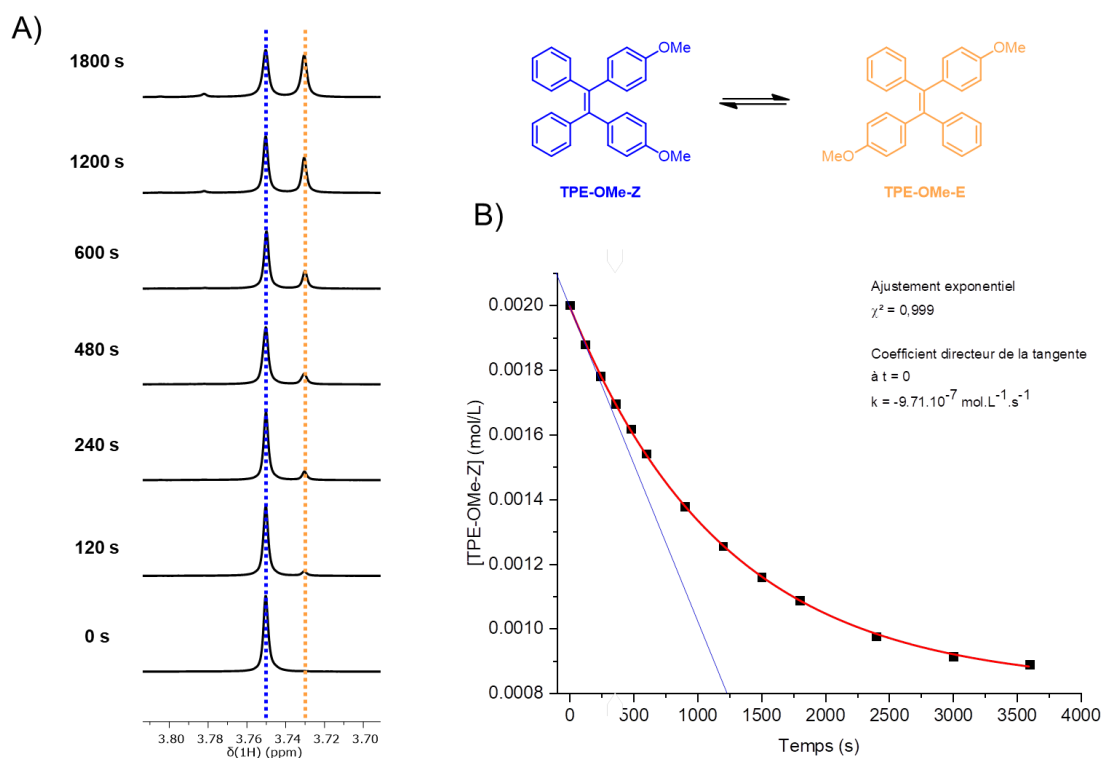 A)
1800 s
1200 s
600 s
480 s
240 s
120 s
0 s
3.80 3.78 3.76 3.74 3.72 3.70
δ(1H) (ppm)
OMe
OMe
TPE-OMe-Z
OMe
MeO
TPE-OMe-E
B)
0.0020
0.0018
0.0016
0.0014
0.0012
0.0010
0.0008
[TPE-OMe-Z] (mol/L)
Ajustement exponentiel
χ² = 0,999
Coefficient directeur de la tangente
à t = 0
k = -9.71.10⁻⁷ mol.L⁻¹.s⁻¹
0 500 1000 1500 2000 2500 3000 3500 4000
Temps (s)